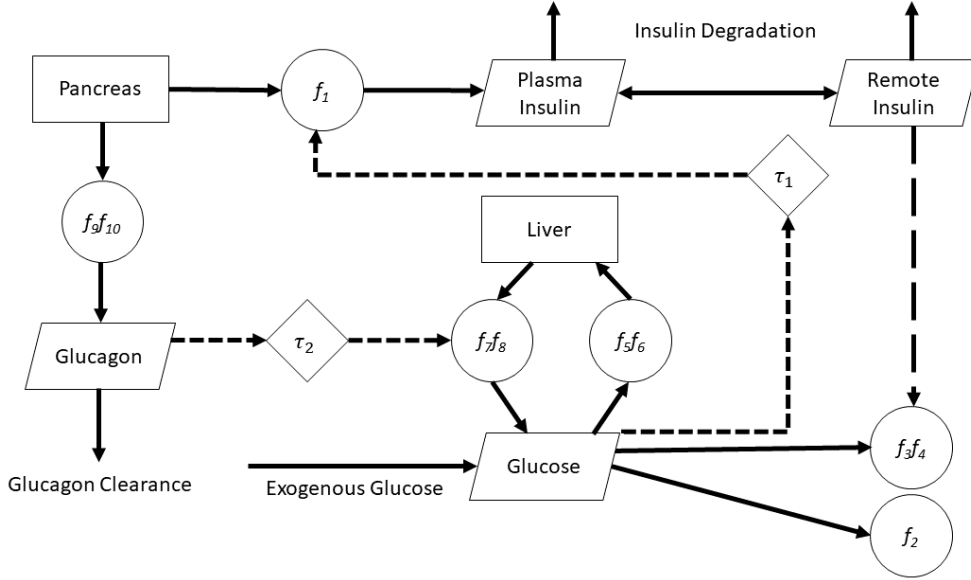 Insulin Degradation
Pancreas
f1
Plasma
Insulin
Remote
Insulin
τ1
f9f10
Liver
Glucagon
τ2
f7f8
f5f6
Glucose
f3f4
Glucagon Clearance
Exogenous Glucose
f2